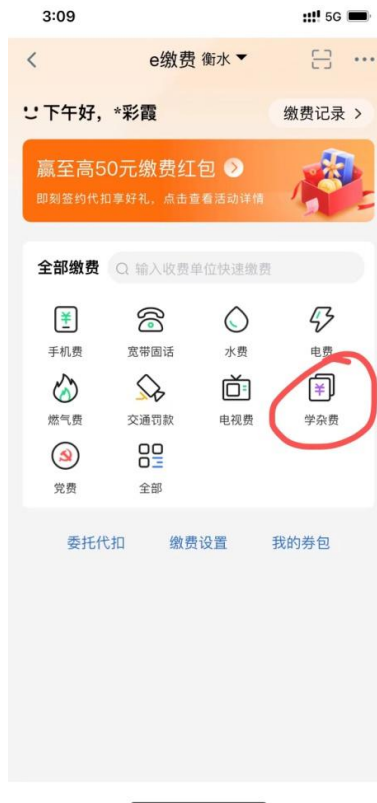 3:09 5G
e缴费 衡水
下午好，*彩霞 缴费记录
赢至高50元缴费红包
即刻签约代扣享好礼，点击查看活动详情
全部缴费 输入收费单位快速缴费
手机费 宽带固话 水费 电费
燃气费 交通罚款 电视费 学杂费
党费 全部
委托代扣 缴费设置 我的券包